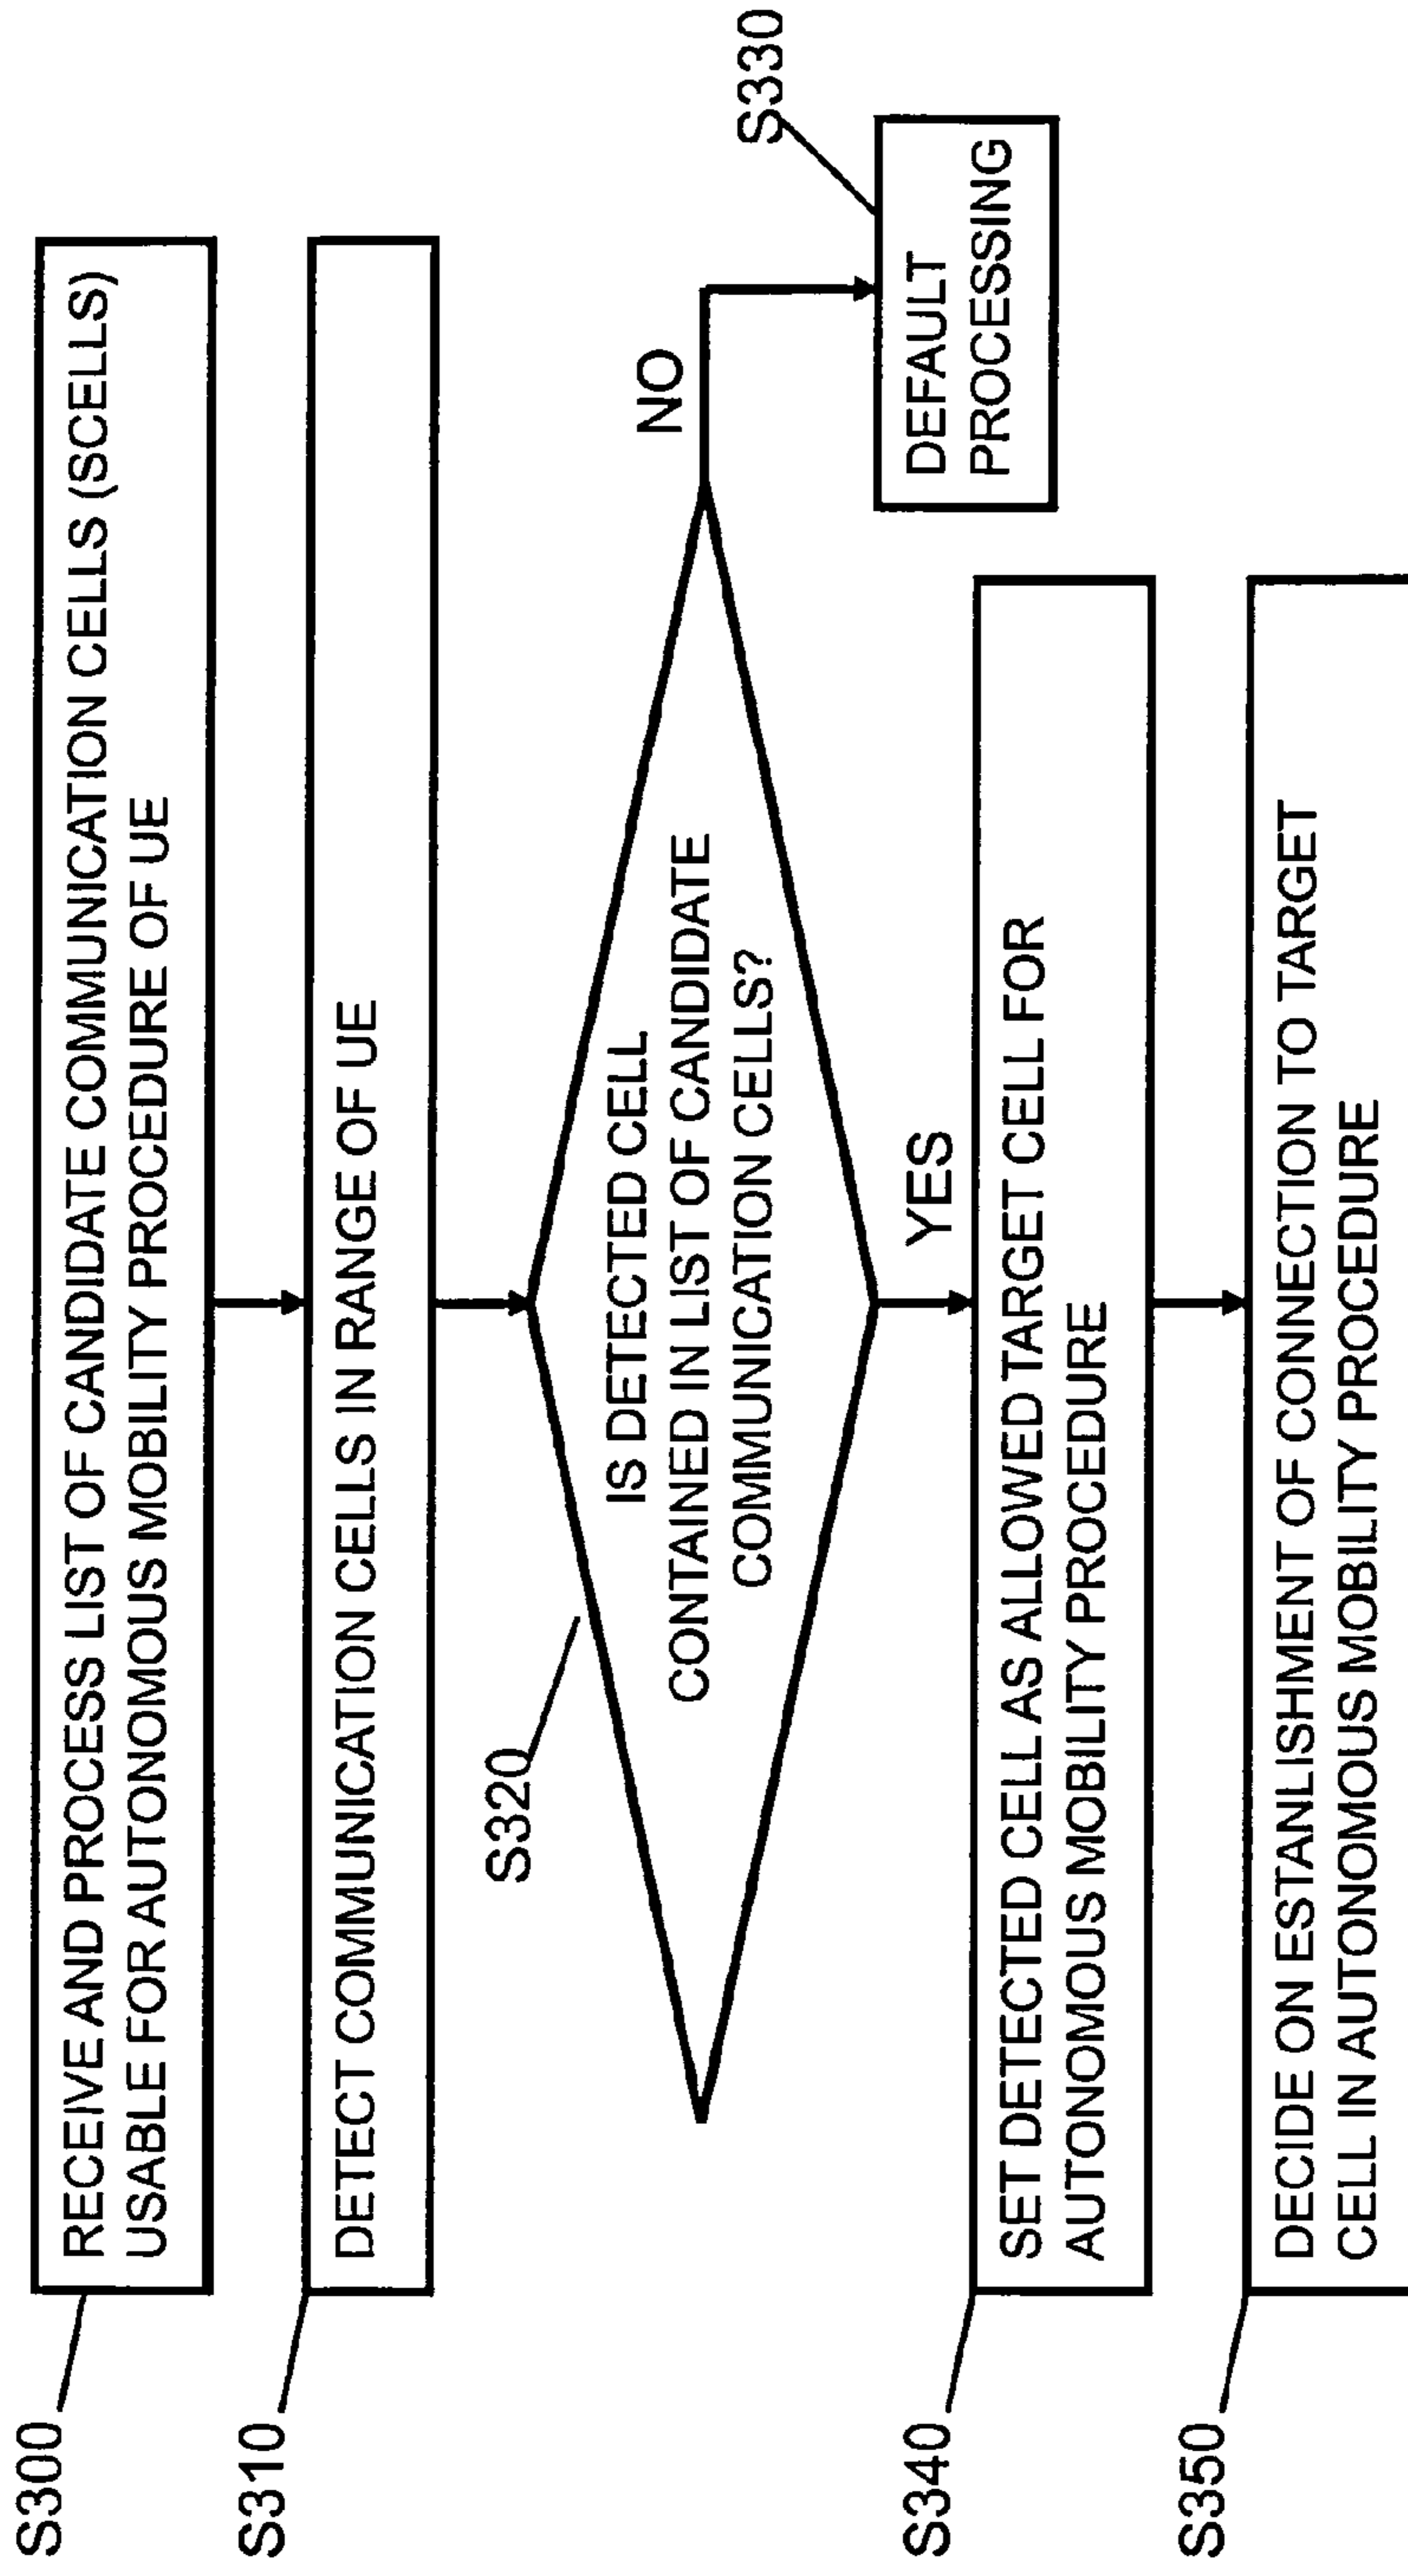 S300
RECEIVE AND PROCESS LIST OF CANDIDATE COMMUNICATION CELLS (SCELLS)
USABLE FOR AUTONOMOUS MOBILITY PROCEDURE OF UE
S310
DETECT COMMUNICATION CELLS IN RANGE OF UE
S320
IS DETECTED CELL
CONTAINED IN LIST OF CANDIDATE
COMMUNICATION CELLS?
NO
S330
DEFAULT
PROCESSING
YES
S340
SET DETECTED CELL AS ALLOWED TARGET CELL FOR
AUTONOMOUS MOBILITY PROCEDURE
S350
DECIDE ON ESTANLISHMENT OF CONNECTION TO TARGET
CELL IN AUTONOMOUS MOBILITY PROCEDURE